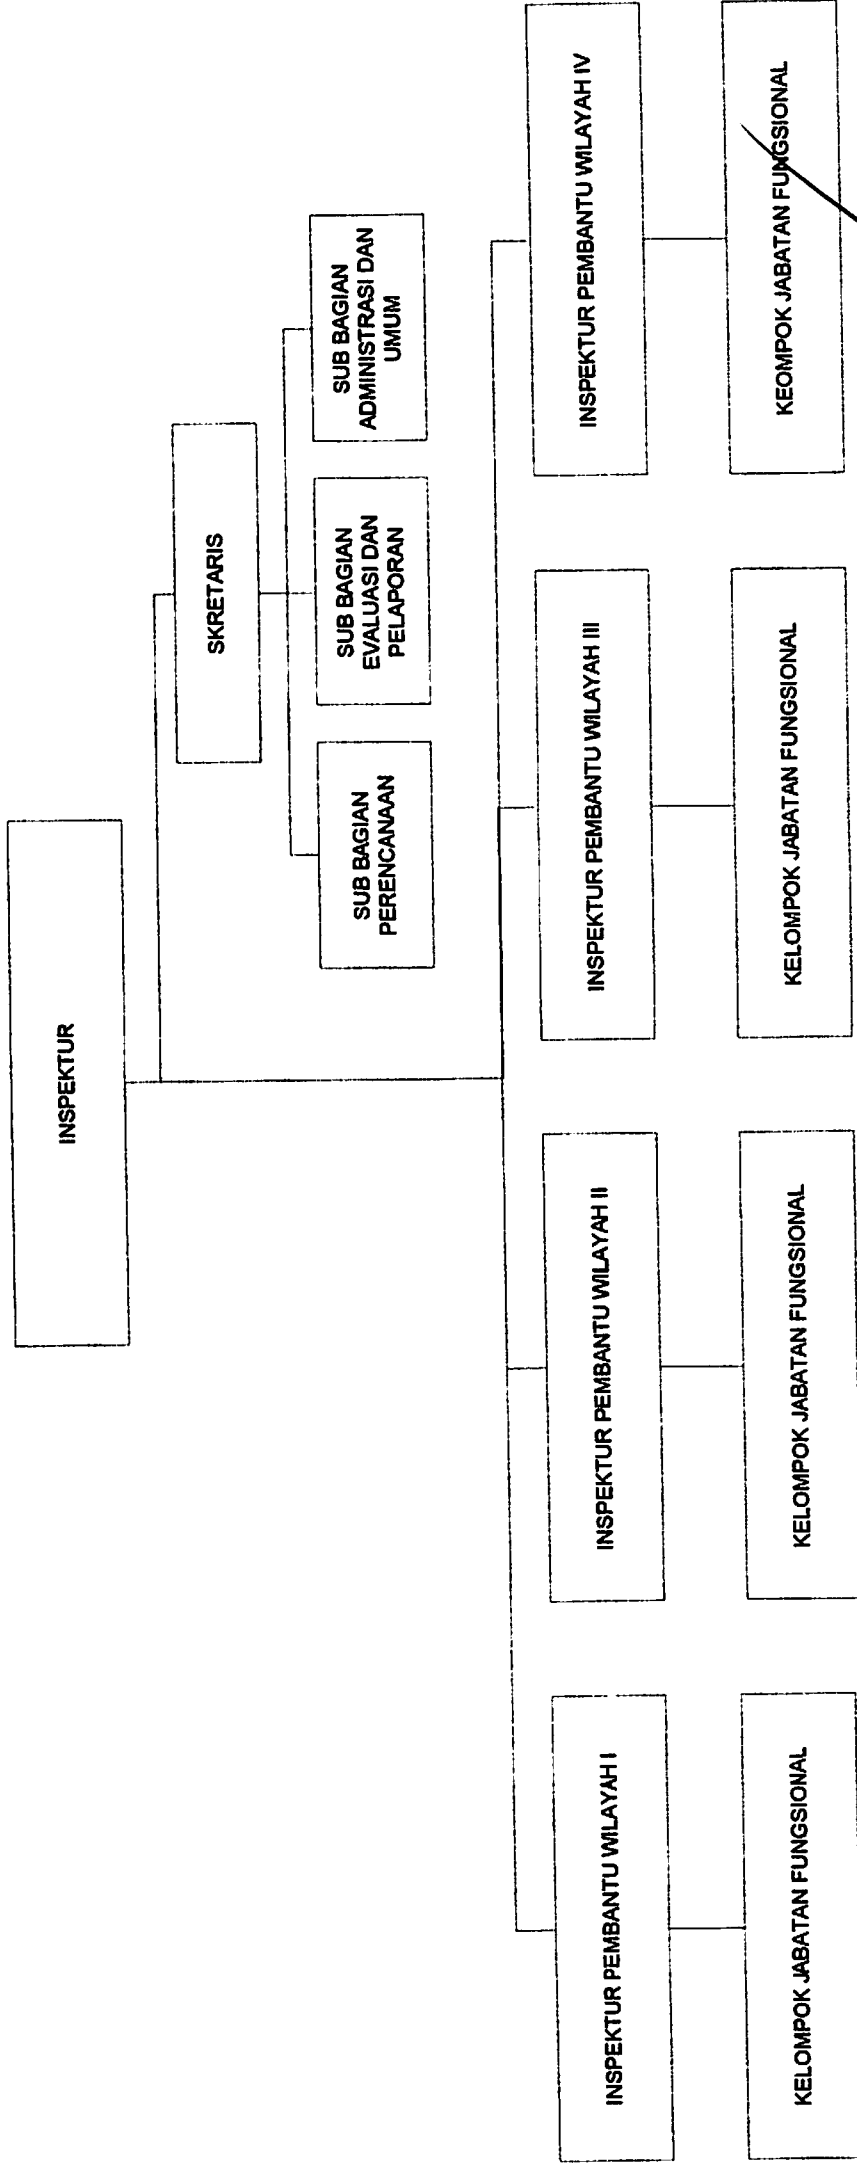 INSPEKTUR
SKRETARIS
SUB BAGIAN
PERENCANAAN
SUB BAGIAN
EVALUASI DAN
PELAPORAN
SUB BAGIAN
ADMINISTRASI DAN
UMUM
INSPEKTUR PEMBANTU WILAYAH I
INSPEKTUR PEMBANTU WILAYAH II
INSPEKTUR PEMBANTU WILAYAH III
INSPEKTUR PEMBANTU WILAYAH IV
KELOMPOK JABATAN FUNGSIONAL
KELOMPOK JABATAN FUNGSIONAL
KELOMPOK JABATAN FUNGSIONAL
KEOMPOK JABATAN FUNGSIONAL